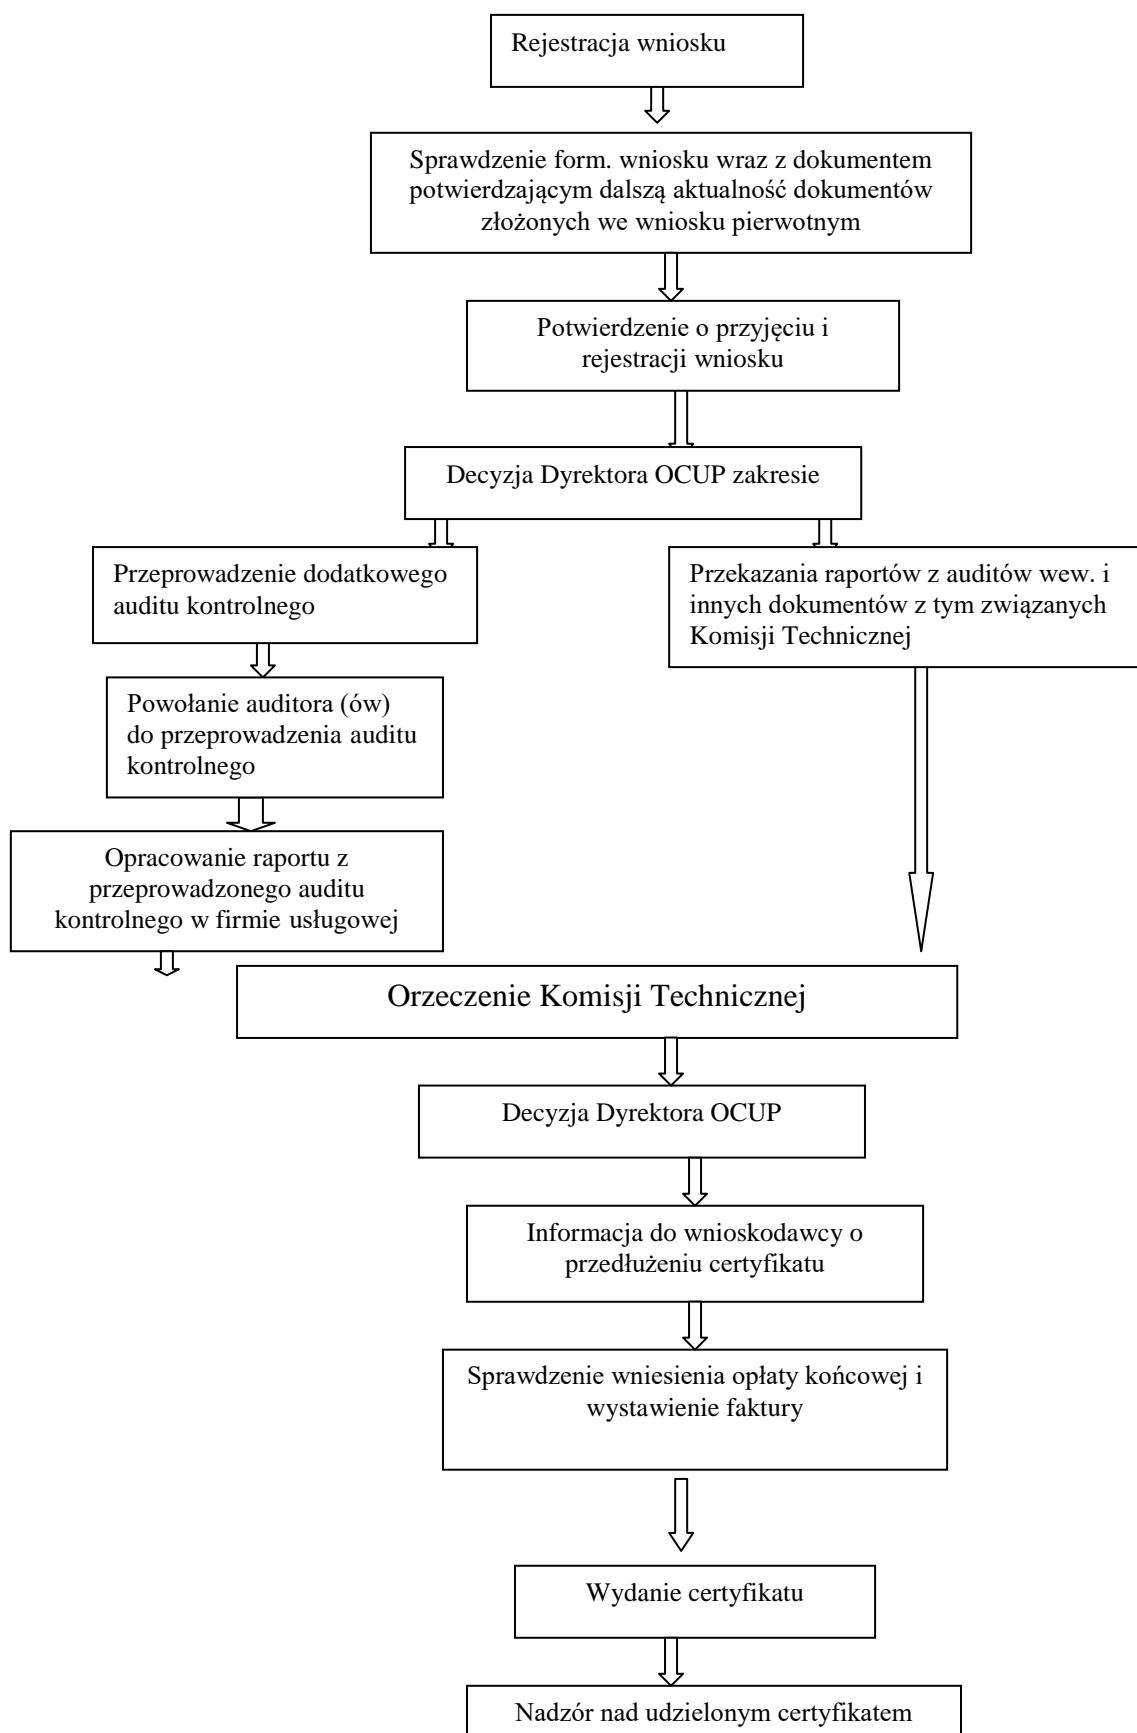 Rejestracja wniosku
Sprawdzenie form. wniosku wraz z dokumentem
potwierdzającym dalszą aktualność dokumentów
złożonych we wniosku pierwotnym
Potwierdzenie o przyjęciu i
rejestracji wniosku
Decyzja Dyrektora OCUP zakresie
Przeprowadzenie dodatkowego
auditu kontrolnego
Przekazania raportów z auditów wew. i
innych dokumentów z tym związanych
Komisji Technicznej
Powołanie auditora (ów)
do przeprowadzenia auditu
kontrolnego
Opracowanie raportu z
przeprowadzonego auditu
kontrolnego w firmie usługowej
Orzeczenie Komisji Technicznej
Decyzja Dyrektora OCUP
Informacja do wnioskodawcy o
przedłużeniu certyfikatu
Sprawdzenie wniesienia opłaty końcowej i
wystawienie faktury
Wydanie certyfikatu
Nadzór nad udzielonym certyfikatem